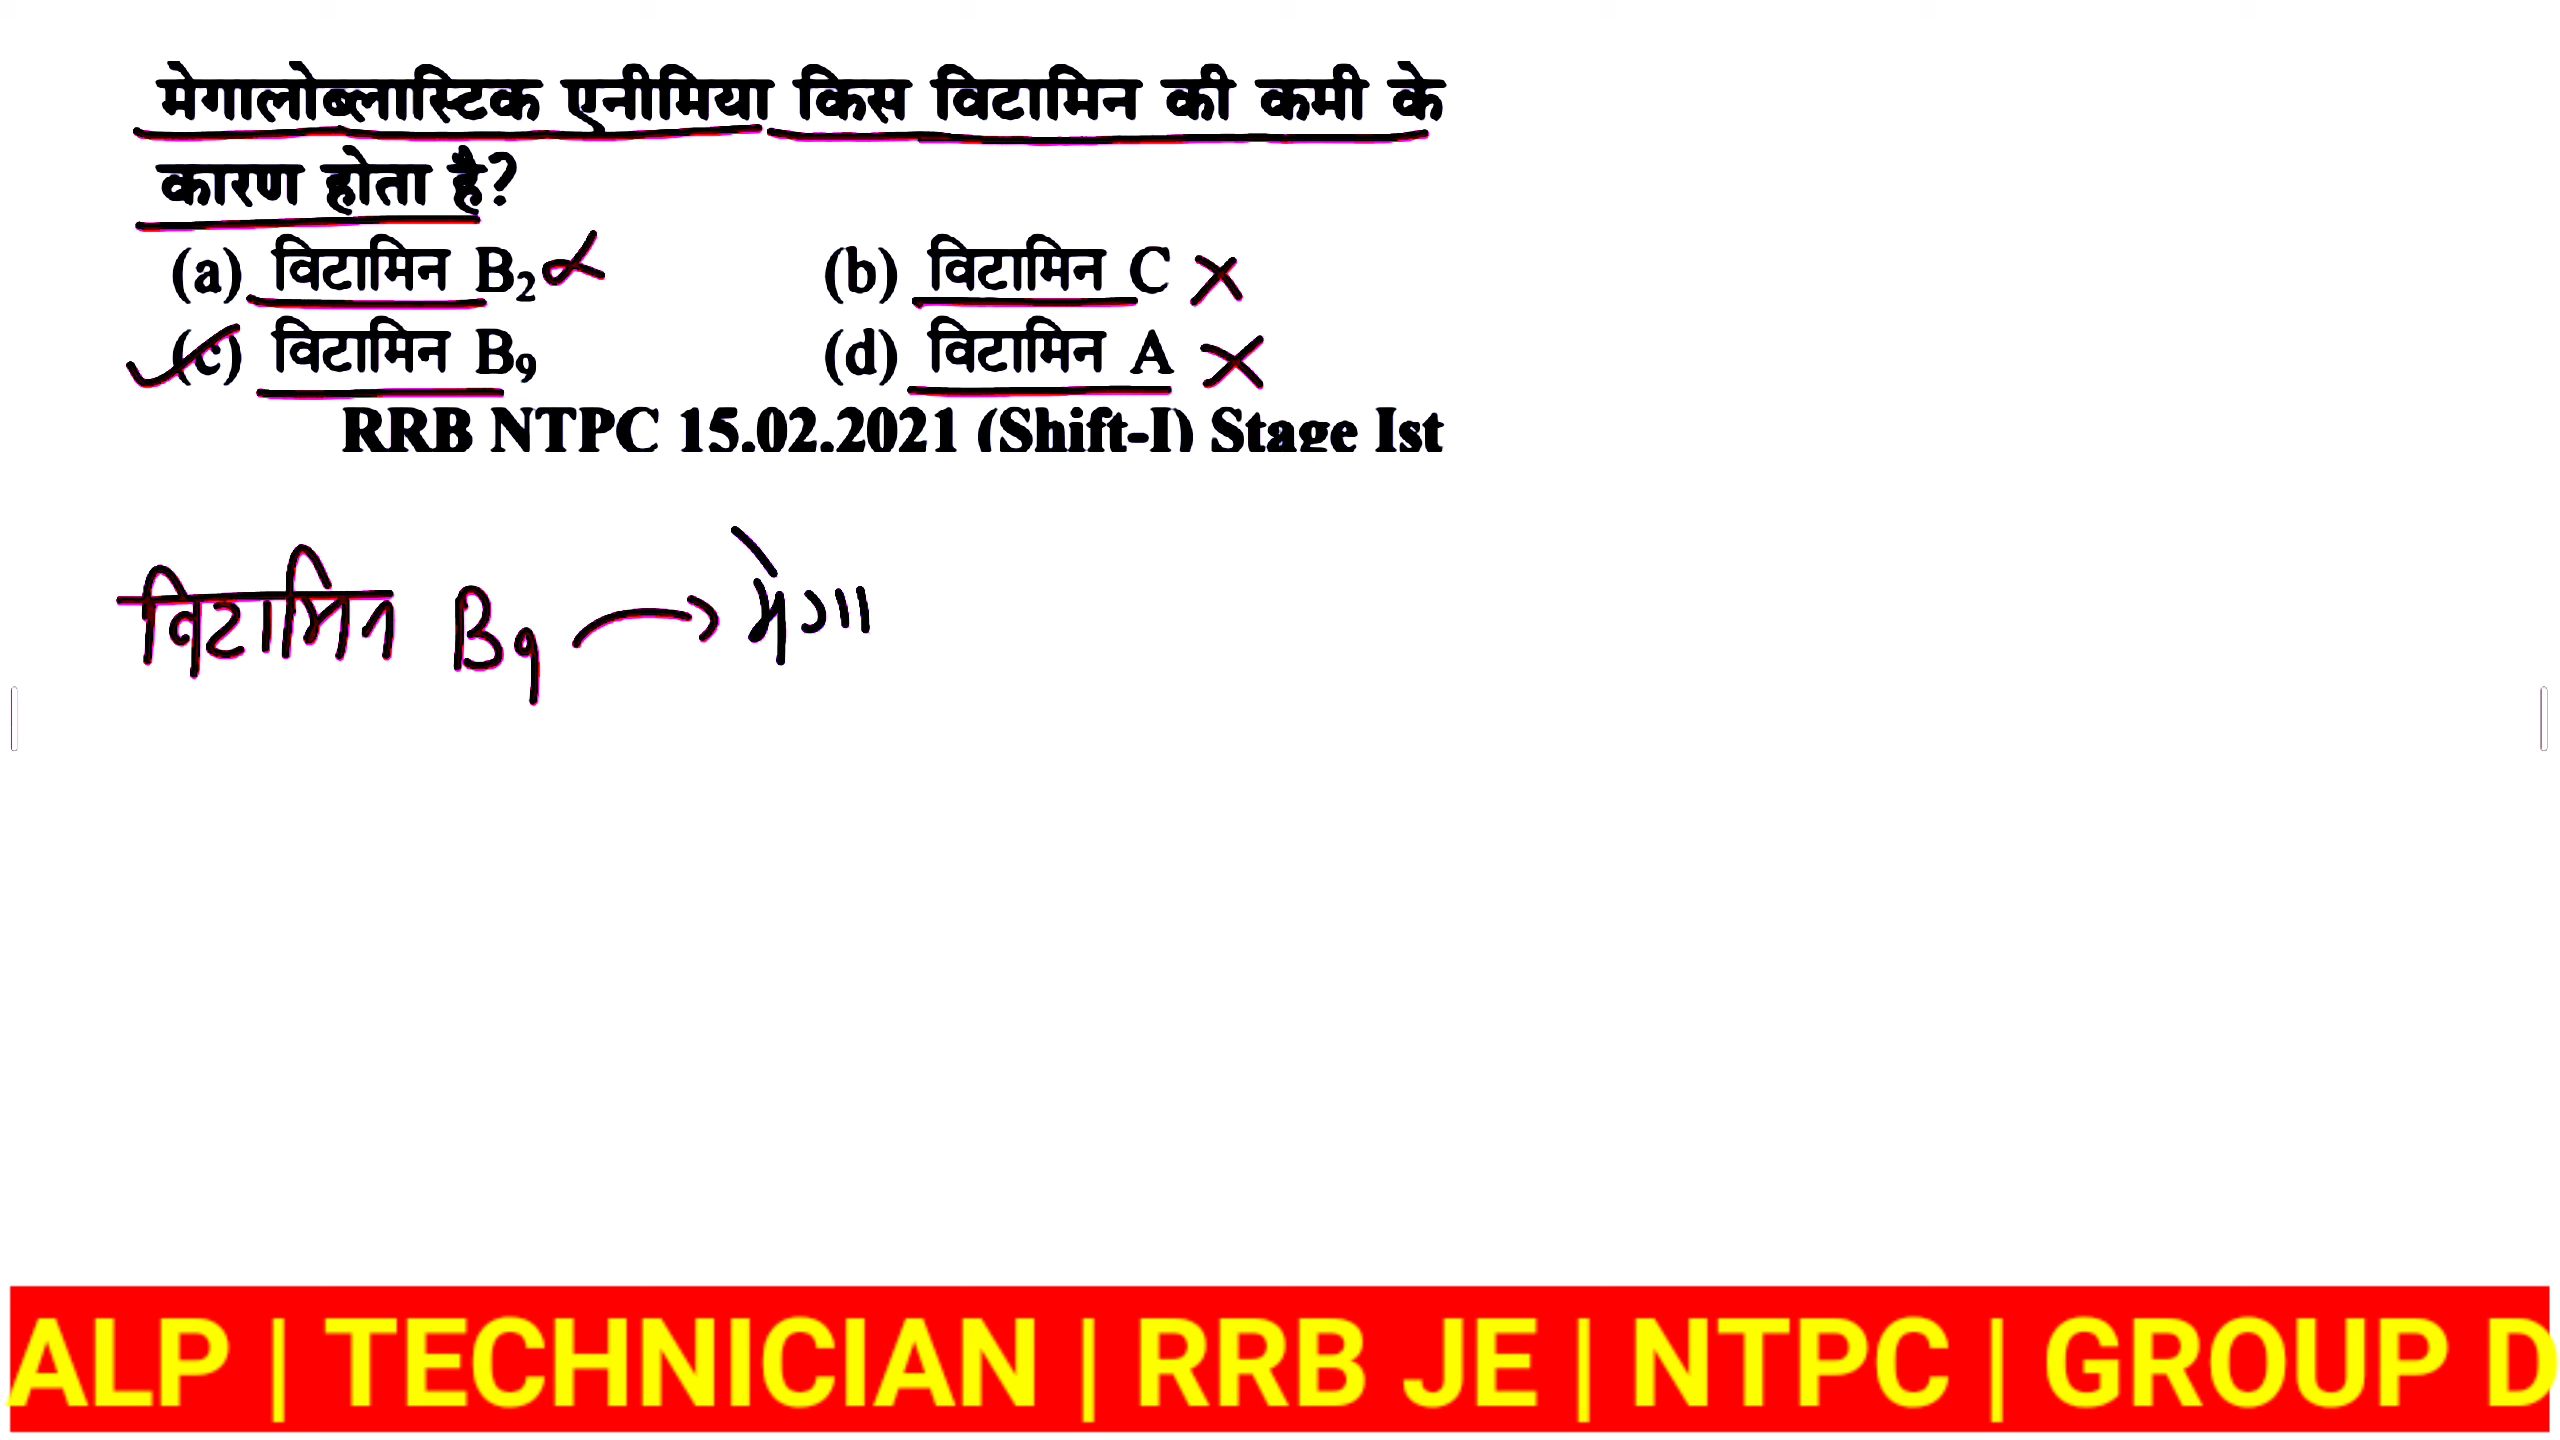 मेगालोब्लास्टिक एनीमिया किस विटामिन की कमी के
कारण होता है?
(a) विटामिन B₂ (b) विटामिन C
(c) विटामिन B₉ (d) विटामिन A
RRB NTPC 15.02.2021 (Shift-I) Stage Ist
विटामिन B9 → मेगा
ALP | TECHNICIAN | RRB JE | NTPC | GROUP D